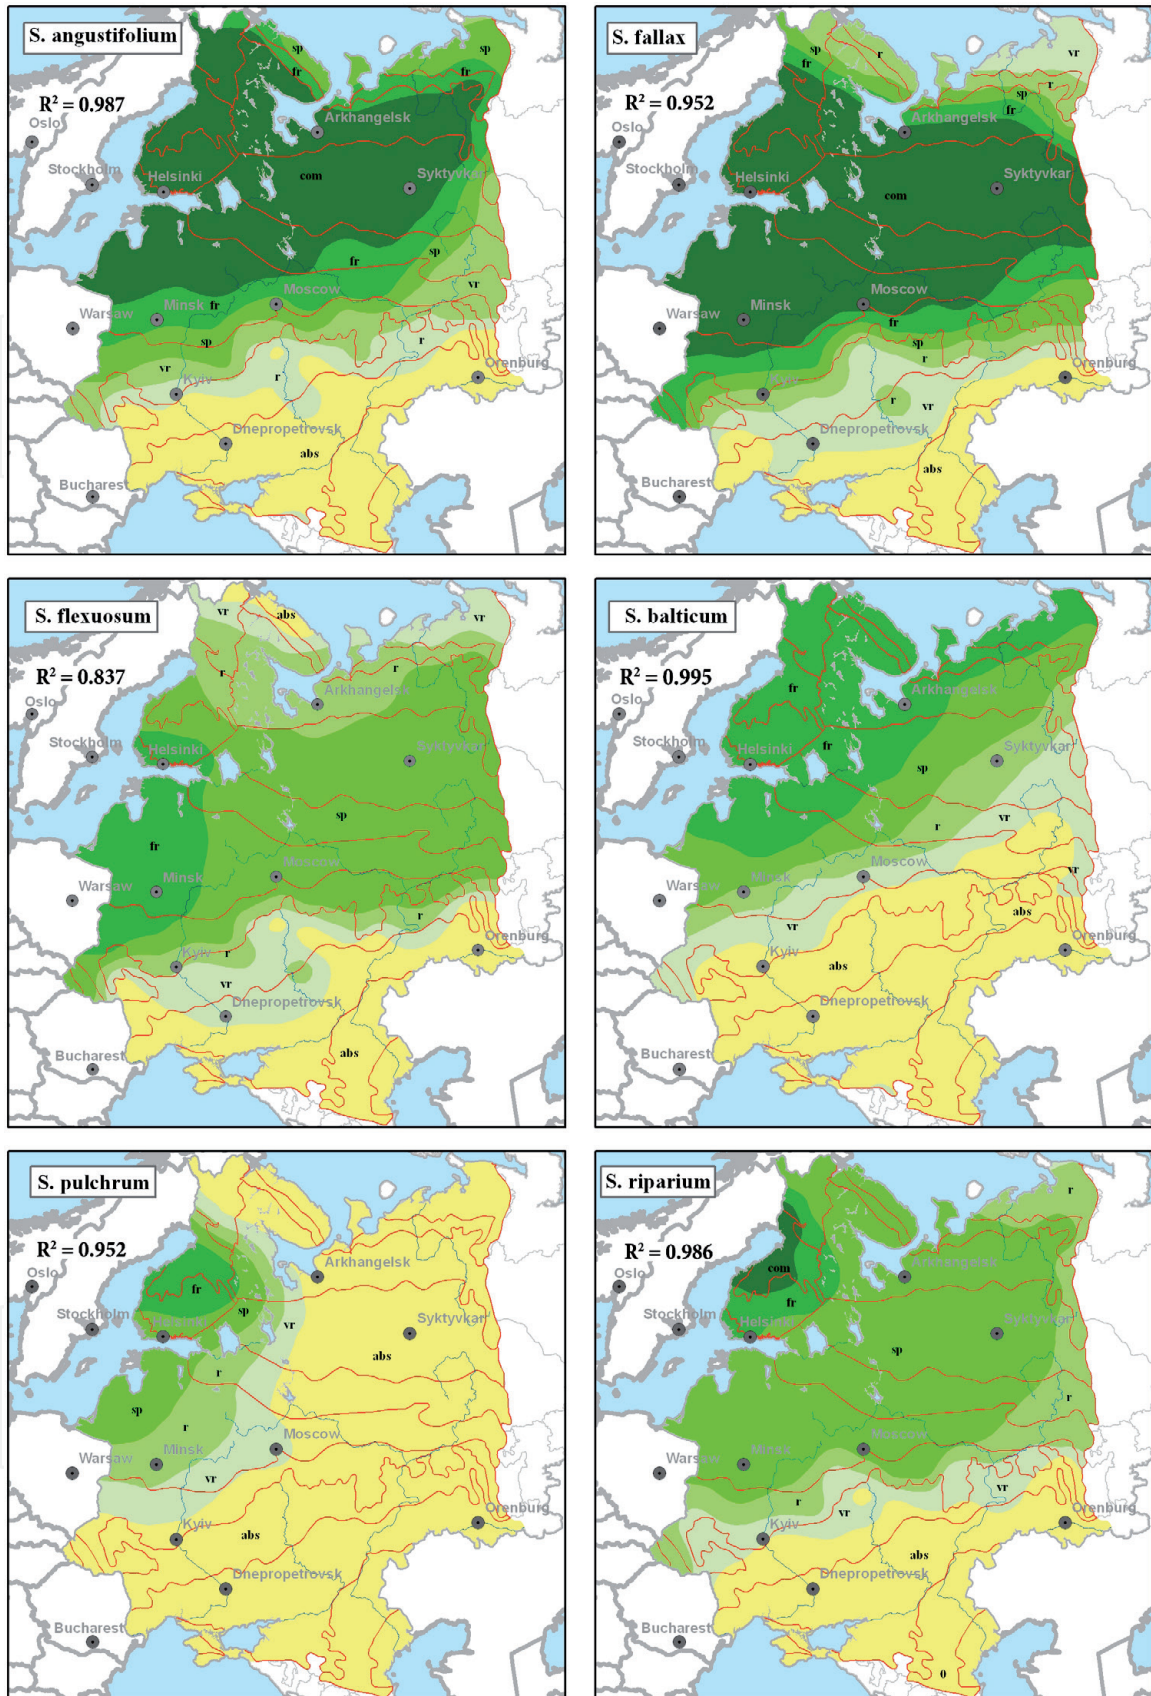 S. angustifolium
sp
fr
sp
fr
R² = 0.987
Oslo
Arkhangelsk
Stockholm
Helsinki
com
Syktyvkar
sp
fr
vr
fr
Moscow
Minsk
Warsaw
sp
r
vr
Kyiv
r
Orenburg
Dnepropetrovsk
abs
Bucharest
S. fallax
sp
fr
r
vr
r
sp
fr
R² = 0.952
Oslo
Arkhangelsk
Stockholm
Helsinki
com
Syktyvkar
Moscow
Minsk
Warsaw
fr
sp
r
Orenburg
r
vr
Dnepropetrovsk
abs
Bucharest
S. flexuosum
vr
abs
vr
r
r
R² = 0.837
Oslo
Arkhangelsk
Stockholm
Helsinki
Syktyvkar
sp
fr
Moscow
Minsk
Warsaw
r
r
Kyiv
Orenburg
vr
Dnepropetrovsk
abs
Bucharest
S. balticum
R² = 0.995
fr
Oslo
Arkhangelsk
Stockholm
Helsinki
fr
sp
Syktyvkar
vr
r
Moscow
Minsk
Warsaw
vr
vr
abs
Kyiv
abs
Orenburg
Dnepropetrovsk
Bucharest
S. pulchrum
R² = 0.952
Oslo
Arkhangelsk
fr
sp
Stockholm
Helsinki
vr
Syktyvkar
abs
r
sp
r
Moscow
Minsk
Warsaw
vr
Kyiv
abs
Orenburg
Dnepropetrovsk
Bucharest
S. riparium
r
R² = 0.986
com
Oslo
Arkhangelsk
fr
Stockholm
Helsinki
Syktyvkar
sp
r
Moscow
Minsk
Warsaw
r
vr
vr
Kyiv
Orenburg
abs
Dnepropetrovsk
Bucharest
0